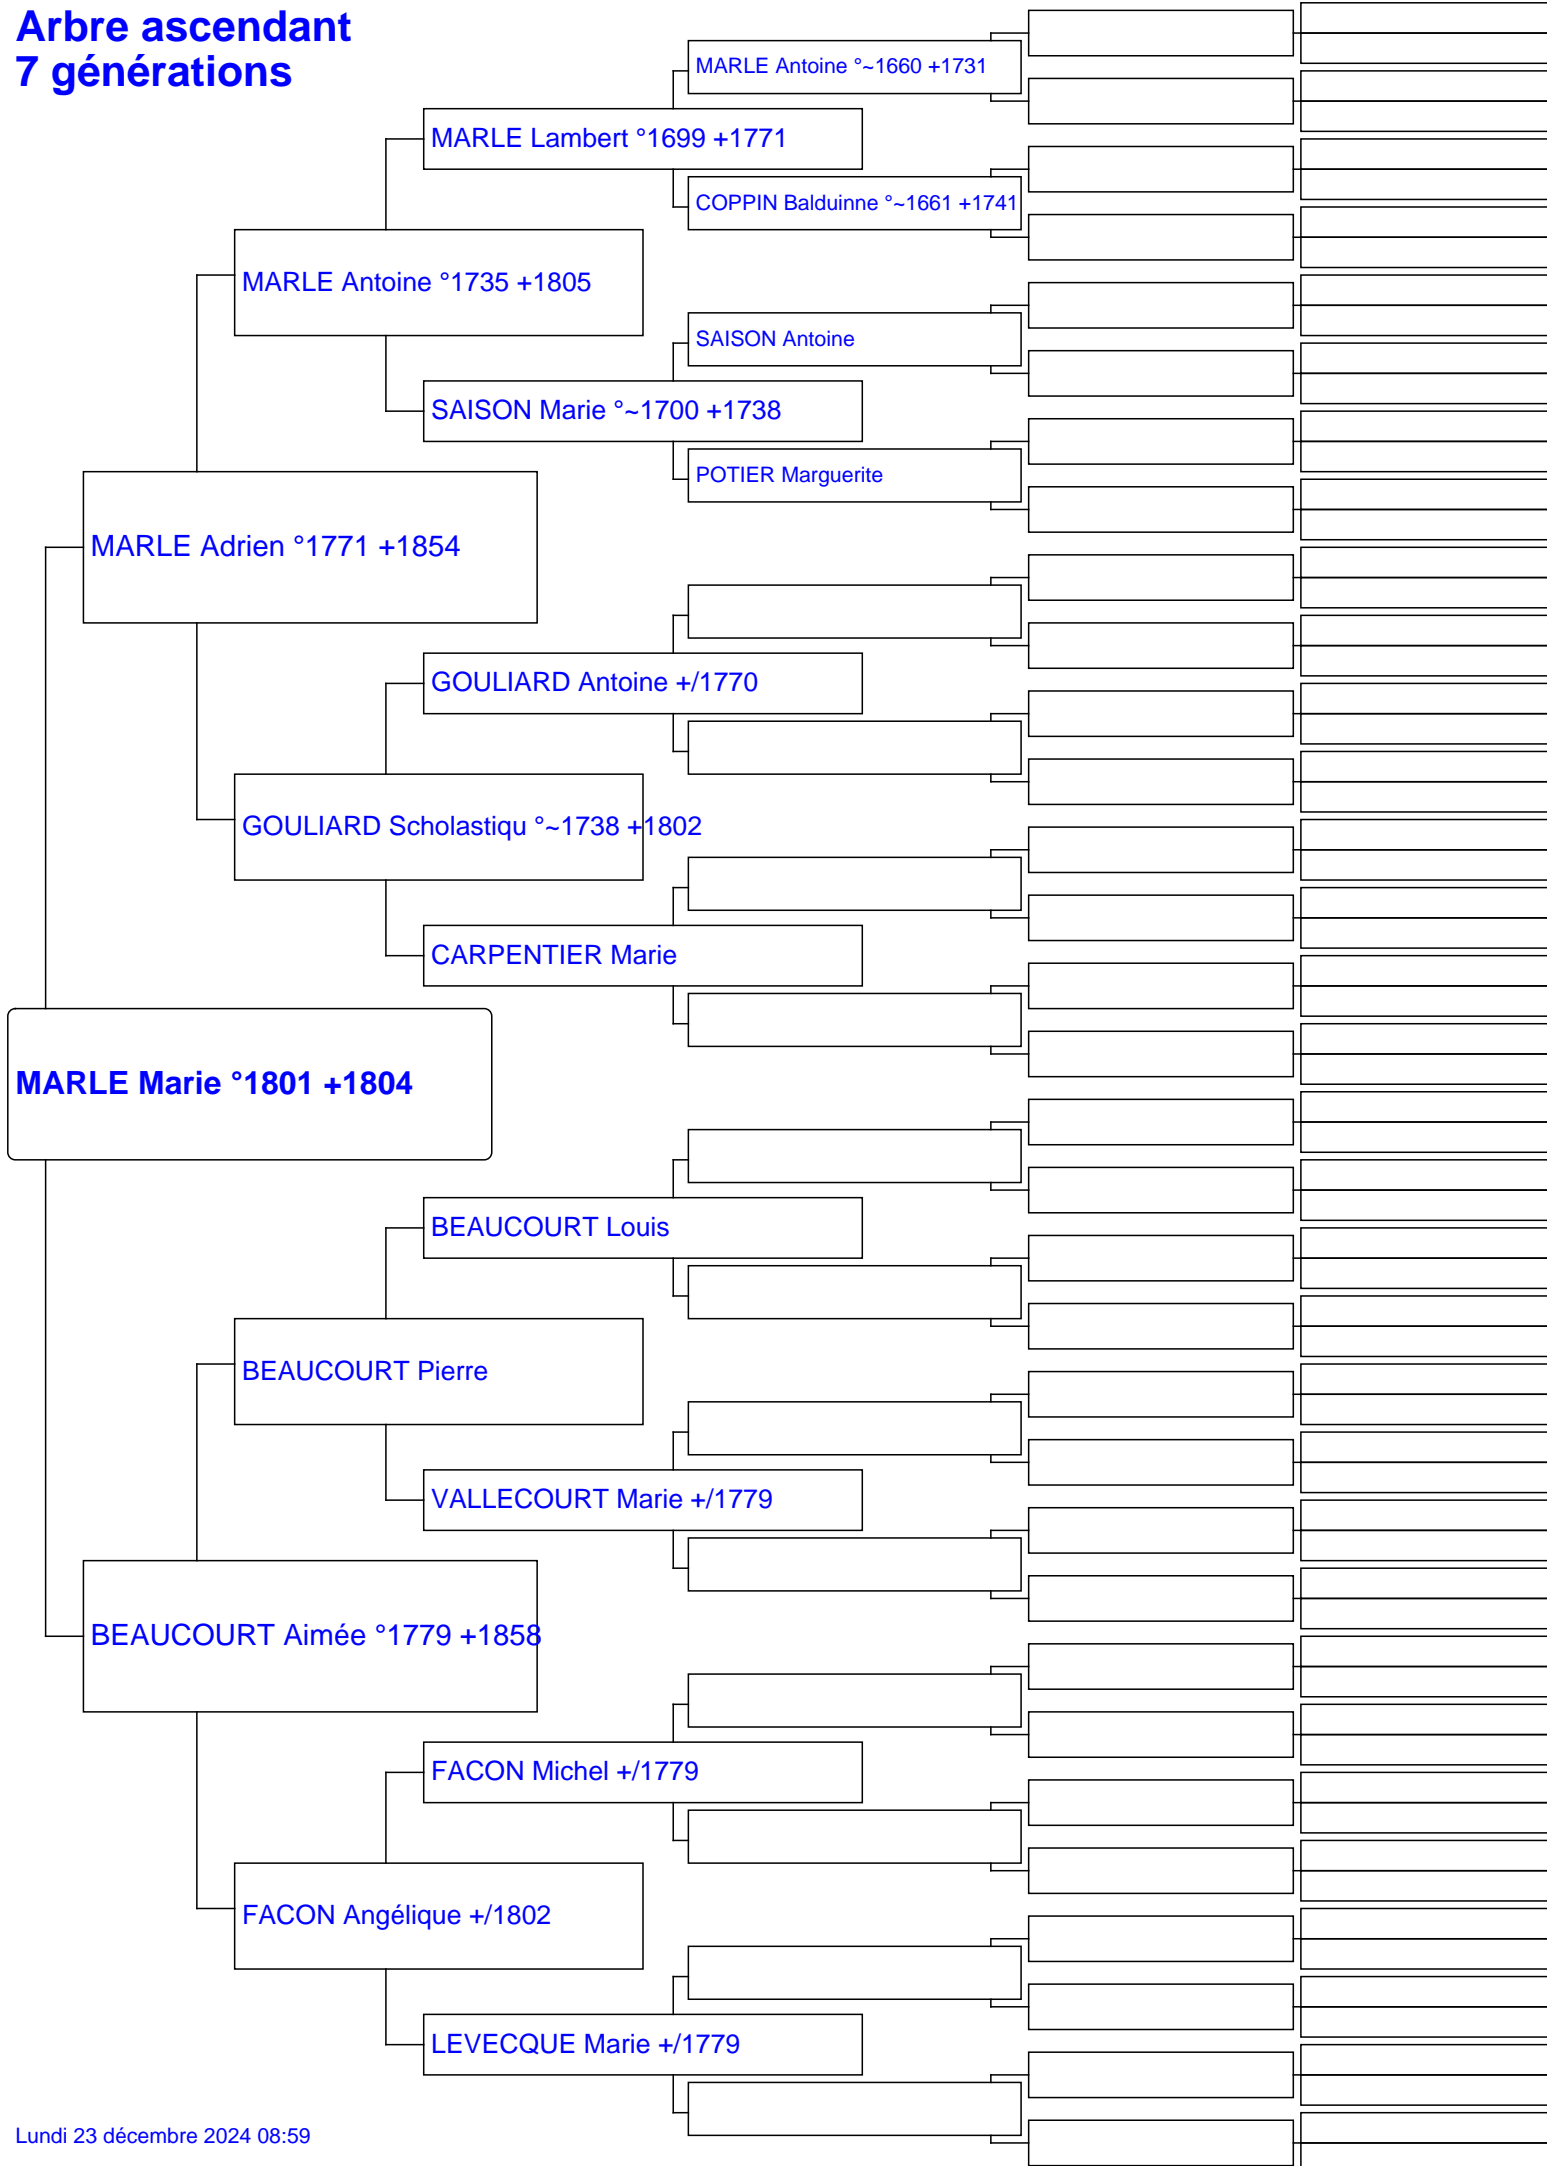 Arbre ascendant
7 générations
MARLE Antoine °~1660 +1731
MARLE Lambert °1699 +1771
COPPIN Balduinne °~1661 +1741
MARLE Antoine °1735 +1805
SAISON Antoine
SAISON Marie °~1700 +1738
POTIER Marguerite
MARLE Adrien °1771 +1854
GOULIARD Antoine +/1770
GOULIARD Scholastiqu °~1738 +1802
CARPENTIER Marie
MARLE Marie °1801 +1804
BEAUCOURT Louis
BEAUCOURT Pierre
VALLECOURT Marie +/1779
BEAUCOURT Aimée °1779 +1858
FACON Michel +/1779
FACON Angélique +/1802
LEVECQUE Marie +/1779
Lundi 23 décembre 2024 08:59